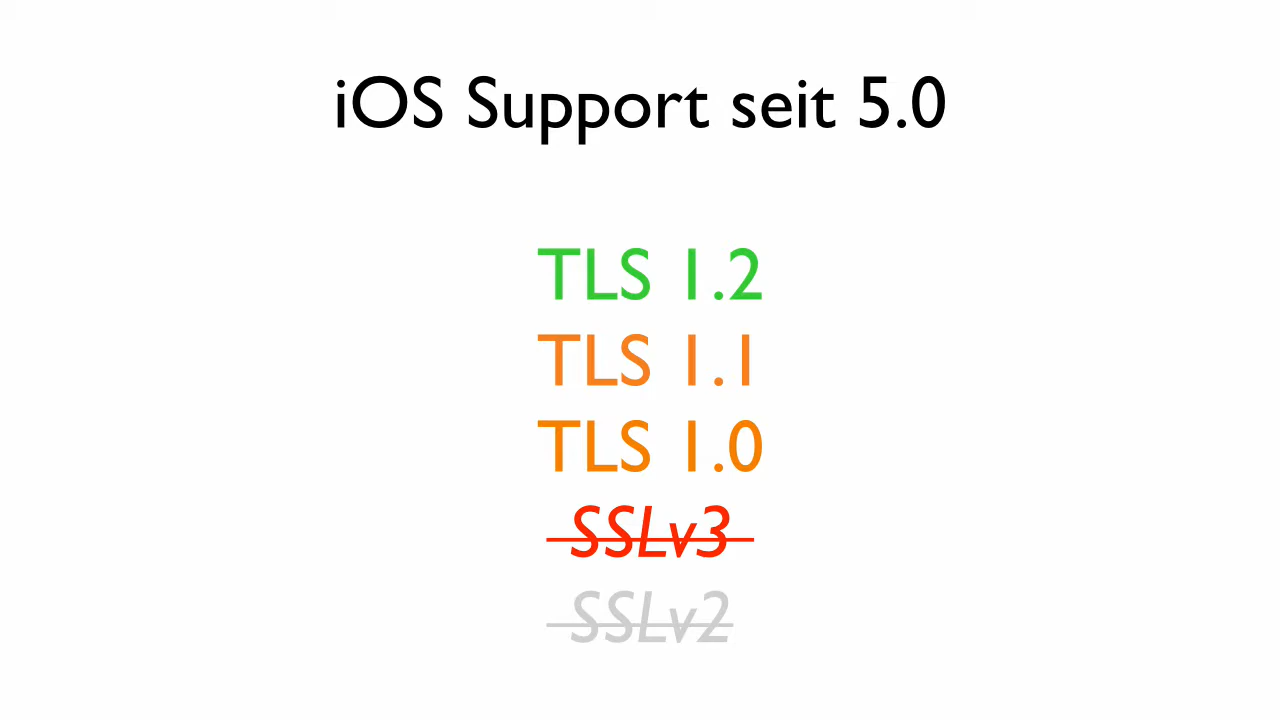 iOS Support seit 5.0
TLS 1.2
TLS 1.1
TLS 1.0
SSLv3
SSLv2